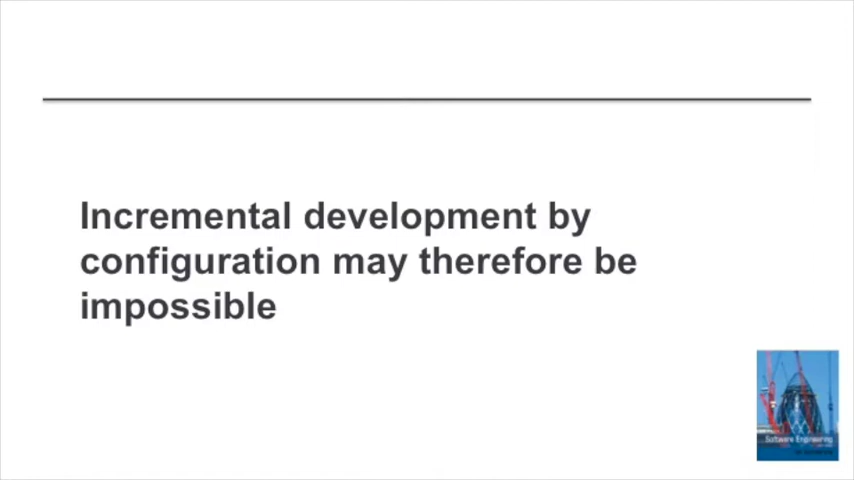 Incremental development by
configuration may therefore be
impossible
Software Engineering